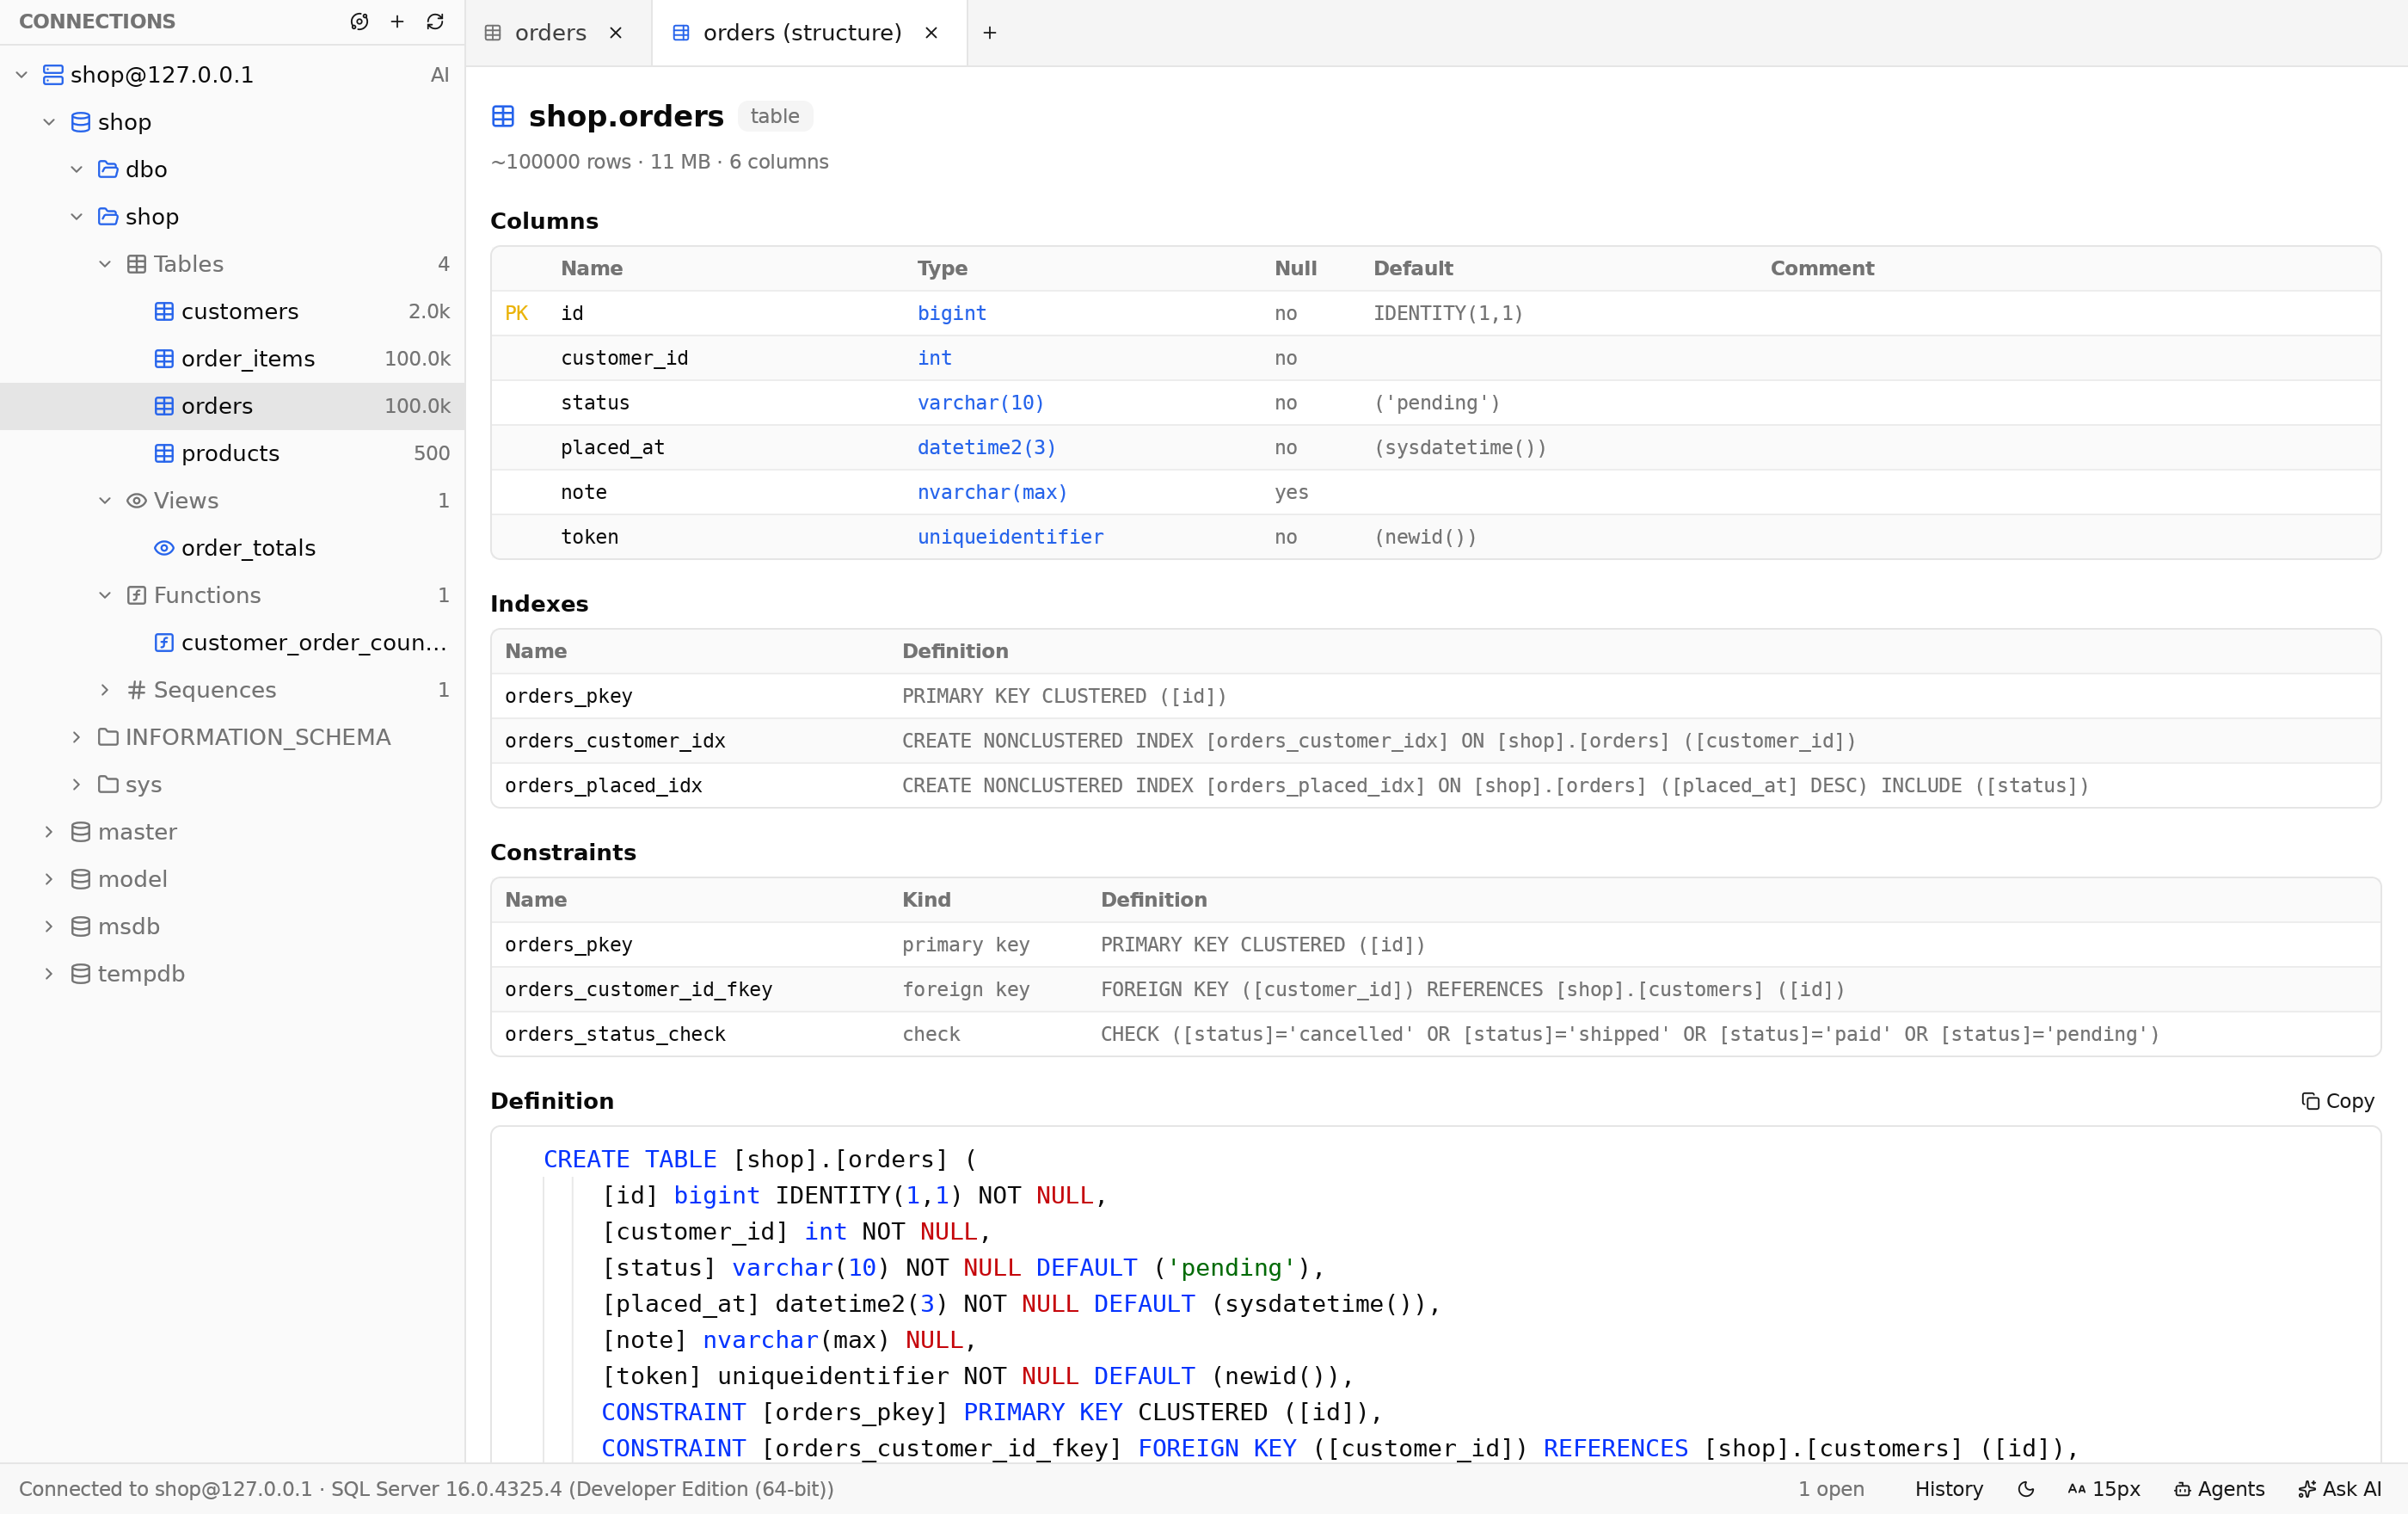 CONNECTIONS
shop@127.0.0.1 AI
shop
dbo
shop
Tables 4
customers 2.0k
order_items 100.0k
orders 100.0k
products 500
Views 1
order_totals
Functions 1
customer_order_coun...
Sequences 1
INFORMATION_SCHEMA
sys
master
model
msdb
tempdb
orders
orders (structure)
shop.orders table
~100000 rows · 11 MB · 6 columns
Columns
Name Type Null Default Comment
PK id bigint no IDENTITY(1,1)
customer_id int no
status varchar(10) no ('pending')
placed_at datetime2(3) no (sysdatetime())
note nvarchar(max) yes
token uniqueidentifier no (newid())
Indexes
Name Definition
orders_pkey PRIMARY KEY CLUSTERED ([id])
orders_customer_idx CREATE NONCLUSTERED INDEX [orders_customer_idx] ON [shop].[orders] ([customer_id])
orders_placed_idx CREATE NONCLUSTERED INDEX [orders_placed_idx] ON [shop].[orders] ([placed_at] DESC) INCLUDE ([status])
Constraints
Name Kind Definition
orders_pkey primary key PRIMARY KEY CLUSTERED ([id])
orders_customer_id_fkey foreign key FOREIGN KEY ([customer_id]) REFERENCES [shop].[customers] ([id])
orders_status_check check CHECK ([status]='cancelled' OR [status]='shipped' OR [status]='paid' OR [status]='pending')
Definition Copy
CREATE TABLE [shop].[orders] (
[id] bigint IDENTITY(1,1) NOT NULL,
[customer_id] int NOT NULL,
[status] varchar(10) NOT NULL DEFAULT ('pending'),
[placed_at] datetime2(3) NOT NULL DEFAULT (sysdatetime()),
[note] nvarchar(max) NULL,
[token] uniqueidentifier NOT NULL DEFAULT (newid()),
CONSTRAINT [orders_pkey] PRIMARY KEY CLUSTERED ([id]),
CONSTRAINT [orders_customer_id_fkey] FOREIGN KEY ([customer_id]) REFERENCES [shop].[customers] ([id]),
Connected to shop@127.0.0.1 · SQL Server 16.0.4325.4 (Developer Edition (64-bit)) 1 open History AA 15px Agents Ask AI